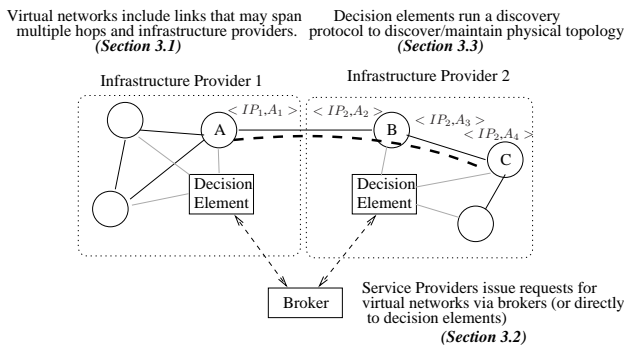 Virtual networks include links that may span
multiple hops and infrastructure providers.
(Section 3.1)
Decision elements run a discovery
protocol to discover/maintain physical topology
(Section 3.3)
Infrastructure Provider 1
Infrastructure Provider 2
< IP1,A1 >
< IP2,A2 >
< IP2,A3 >
< IP2,A4 >
A
B
C
Decision
Element
Decision
Element
Broker
Service Providers issue requests for
virtual networks via brokers (or directly
to decision elements)
(Section 3.2)